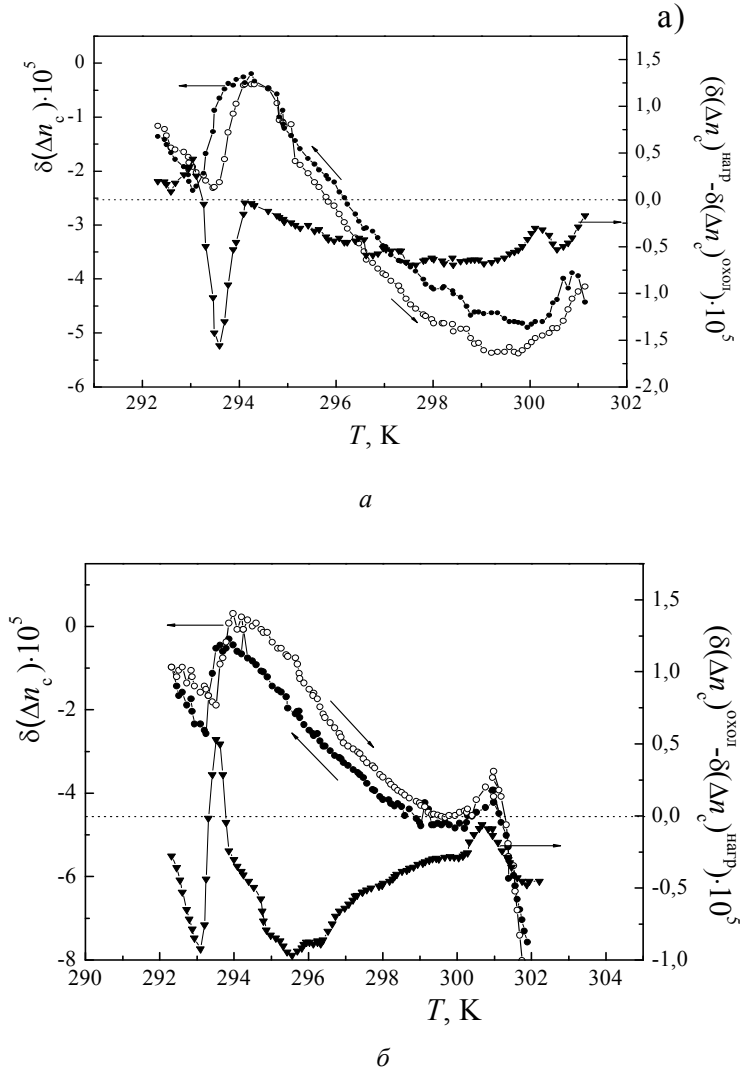 а)
δ(Δn_c)·10^5
0
-1
-2
-3
-4
-5
-6
292 294 296 298 300 302
T, K
1,5
1,0
0,5
0,0
-0,5
-1,0
-1,5
-2,0
(δ(Δn_c)^нагр-δ(Δn_c)^охол)·10^5
а
δ(Δn_c)·10^5
0
-2
-4
-6
-8
290 292 294 296 298 300 302 304
T, K
1,5
1,0
0,5
0,0
-0,5
-1,0
(δ(Δn_c)^охол-δ(Δn_c)^нагр)·10^5
б